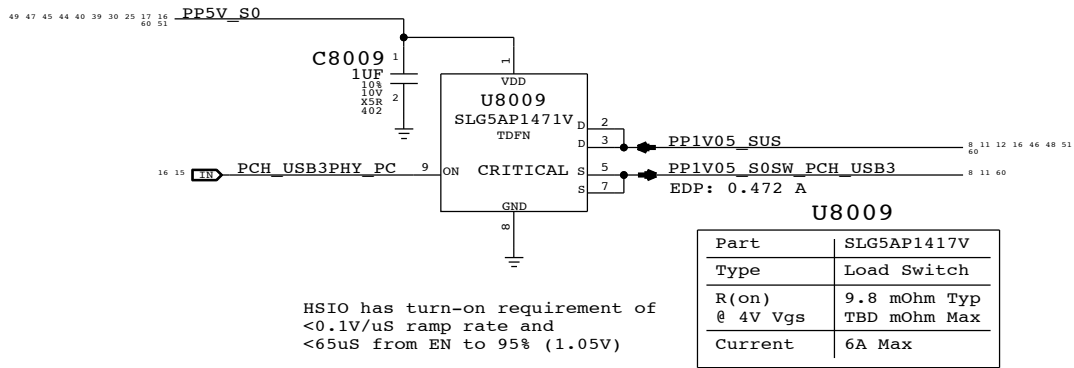 49 47 45 44 40 39 30 25 17 16
60 51
PP5V_S0
C8009
1
1UF
10%
10V
X5R
402
2
1
VDD
U8009
SLG5AP1471V
TDFN
D 2
D 3
PP1V05_SUS
8 11 12 16 46 48 51
60
16 15
IN
PCH_USB3PHY_PC
9
ON
CRITICAL
S 5
S 7
PP1V05_S0SW_PCH_USB3
8 11 60
EDP: 0.472 A
GND
8
U8009
Part SLG5AP1417V
Type Load Switch
R(on) 9.8 mOhm Typ
@ 4V Vgs TBD mOhm Max
Current 6A Max
HSIO has turn-on requirement of
<0.1V/uS ramp rate and
<65uS from EN to 95% (1.05V)